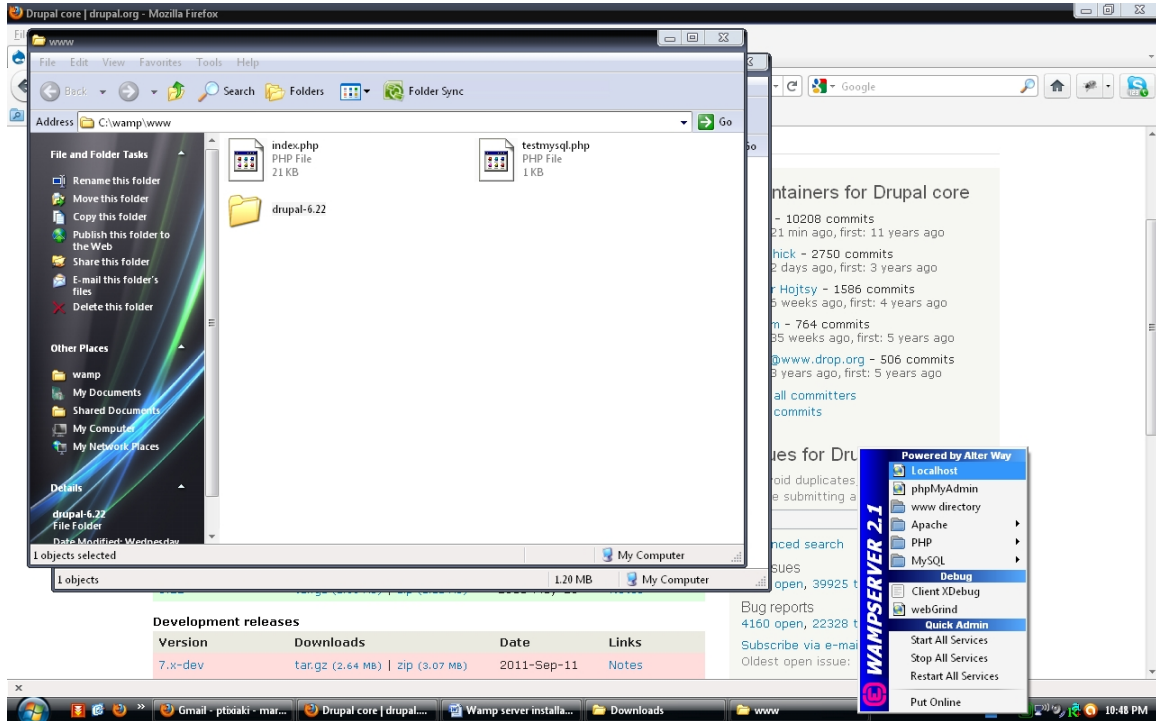 Drupal core | drupal.org - Mozilla Firefox
www
File Edit View Favorites Tools Help
Back Search Folders Folder Sync
Address C:\wamp\www Go
Google
File and Folder Tasks
Rename this folder
Move this folder
Copy this folder
Publish this folder to
the Web
Share this folder
E-mail this folder's
files
Delete this folder
Other Places
wamp
My Documents
Shared Documents
My Computer
My Network Places
Details
drupal-6.22
File Folder
Date Modified: Wednesday
index.php
PHP File
21 KB
testmysql.php
PHP File
1 KB
drupal-6.22
1 objects selected My Computer
1 objects 1.20 MB My Computer
ntainers for Drupal core
- 10208 commits
21 min ago, first: 11 years ago
hick - 2750 commits
2 days ago, first: 3 years ago
r Hojtsy - 1586 commits
6 weeks ago, first: 4 years ago
m - 764 commits
35 weeks ago, first: 5 years ago
@www.drop.org - 506 commits
3 years ago, first: 5 years ago
all committers
commits
ues for Dru
oid duplicates,
e submitting a
nced search
sues
open, 39925 t
Bug reports
4160 open, 22328 t
Subscribe via e-mai
Oldest open issue:
Development releases
Version Downloads Date Links
7.x-dev tar.gz (2.64 MB) | zip (3.07 MB) 2011-Sep-11 Notes
WAMPSERVER 2.1
Powered by Alter Way
Localhost
phpMyAdmin
www directory
Apache
PHP
MySQL
Debug
Client XDebug
webGrind
Quick Admin
Start All Services
Stop All Services
Restart All Services
Put Online
Gmail - ptixiaki - mar...
Drupal core | drupal....
Wamp server installa...
Downloads
www
10:48 PM